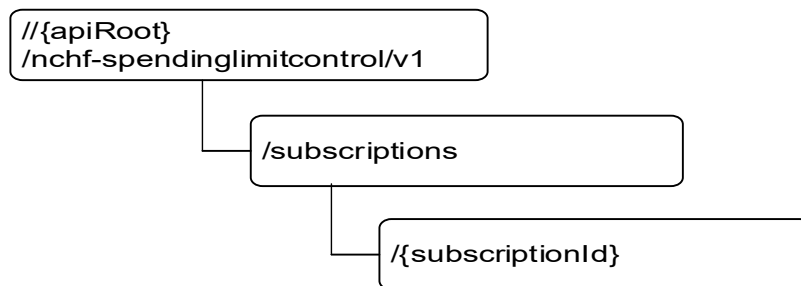 //{apiRoot}
/nchf-spendinglimitcontrol/v1
/subscriptions
/{subscriptionId}